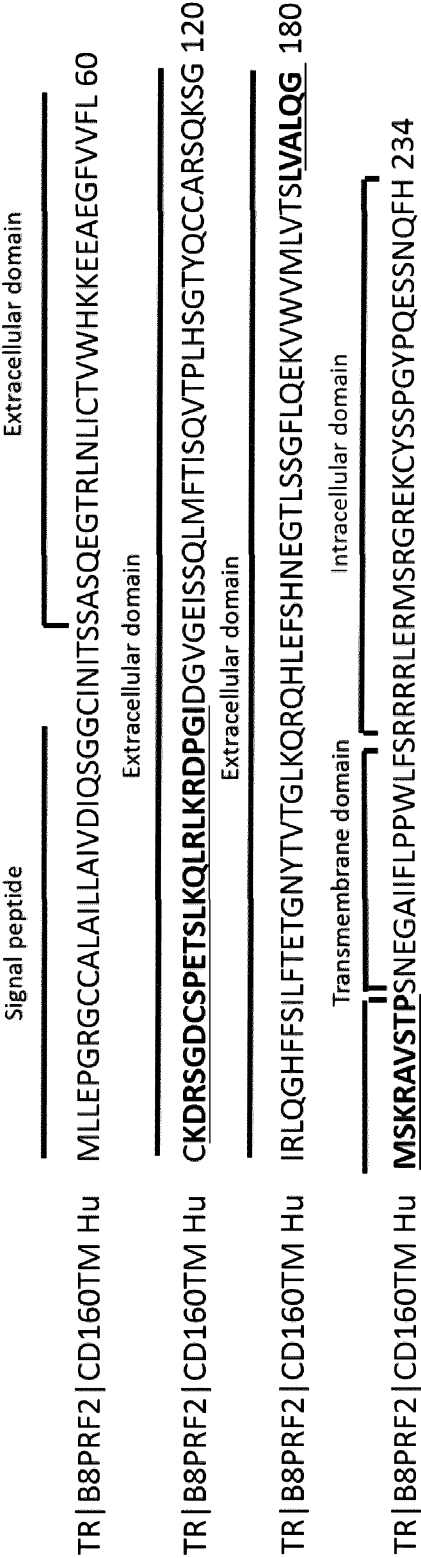 Signal peptide Extracellular domain
TR|B8PRF2|CD160TM Hu MLLEPGRGCCALAILLAIVDIQSGGCINITSSASQEGTRLNLICTVWHKKEEAEGFVVFL 60
Extracellular domain
TR|B8PRF2|CD160TM Hu CKDRSGDCSPETSLKQLRLKRDPGIDGVGEISSQLMFTISQVTPLHSGTYQCCARSQKSG 120
Extracellular domain
TR|B8PRF2|CD160TM Hu IRLQGHFFSILFTETGNYTVTGLKQRQHLEFSHNEGTLSSGFLQEKVWVMLVTSLVALQG 180
Transmembrane domain Intracellular domain
TR|B8PRF2|CD160TM Hu MSKRAVSTPSNEGAIIFLPPWLFSRRRRLERMSRGREKCYSSPGYPQESSNQFH 234